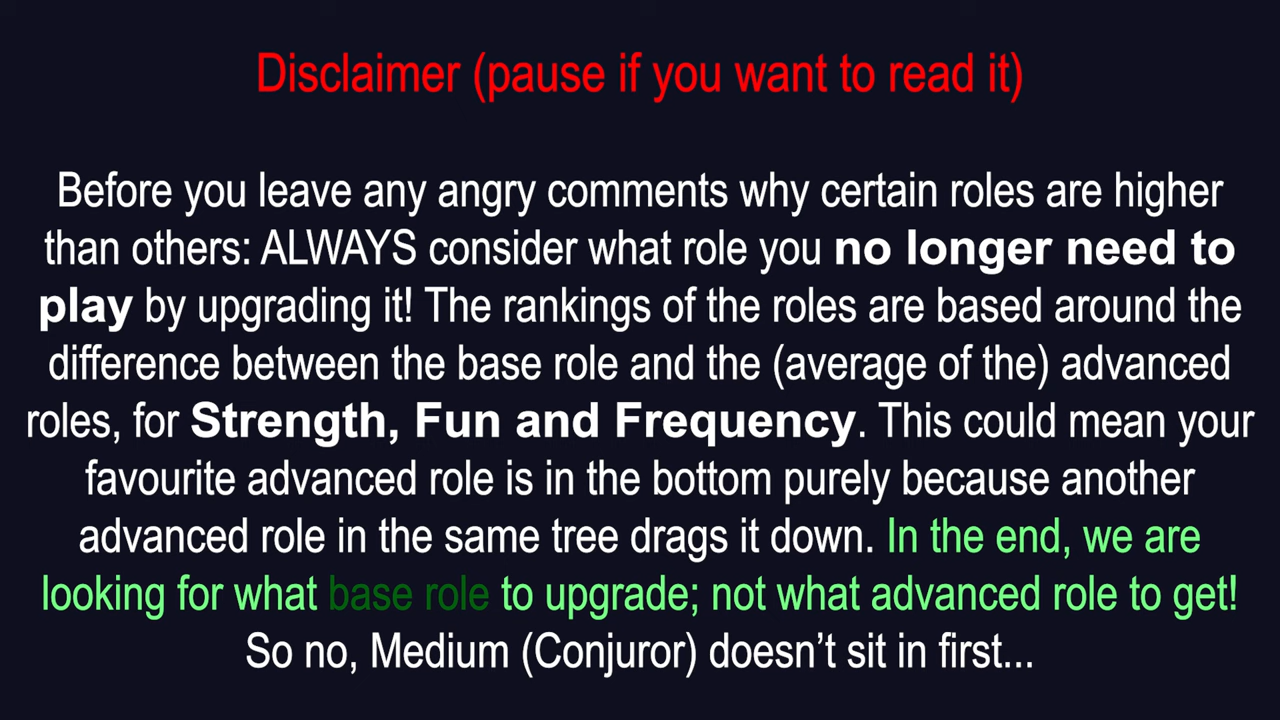 Disclaimer (pause if you want to read it)
Before you leave any angry comments why certain roles are higher
than others: ALWAYS consider what role you no longer need to
play by upgrading it! The rankings of the roles are based around the
difference between the base role and the (average of the) advanced
roles, for Strength, Fun and Frequency. This could mean your
favourite advanced role is in the bottom purely because another
advanced role in the same tree drags it down. In the end, we are
looking for what base role to upgrade; not what advanced role to get!
So no, Medium (Conjuror) doesn’t sit in first...